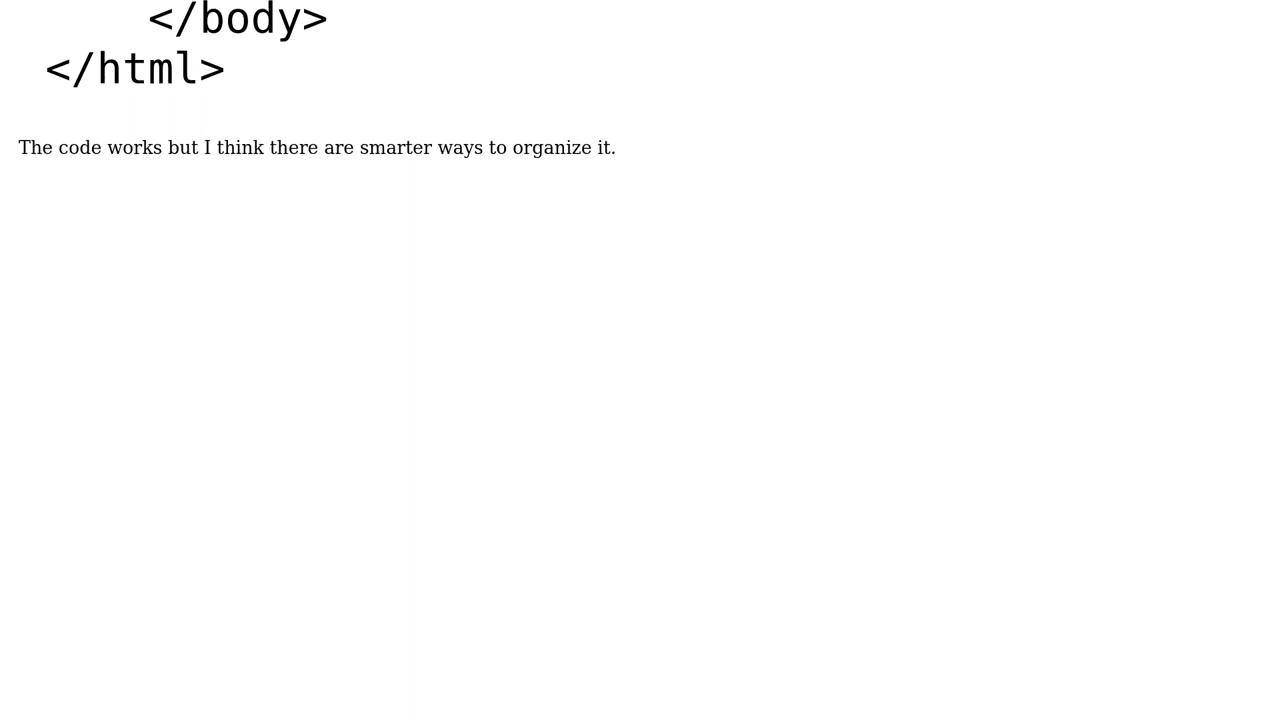 </body>
</html>
The code works but I think there are smarter ways to organize it.